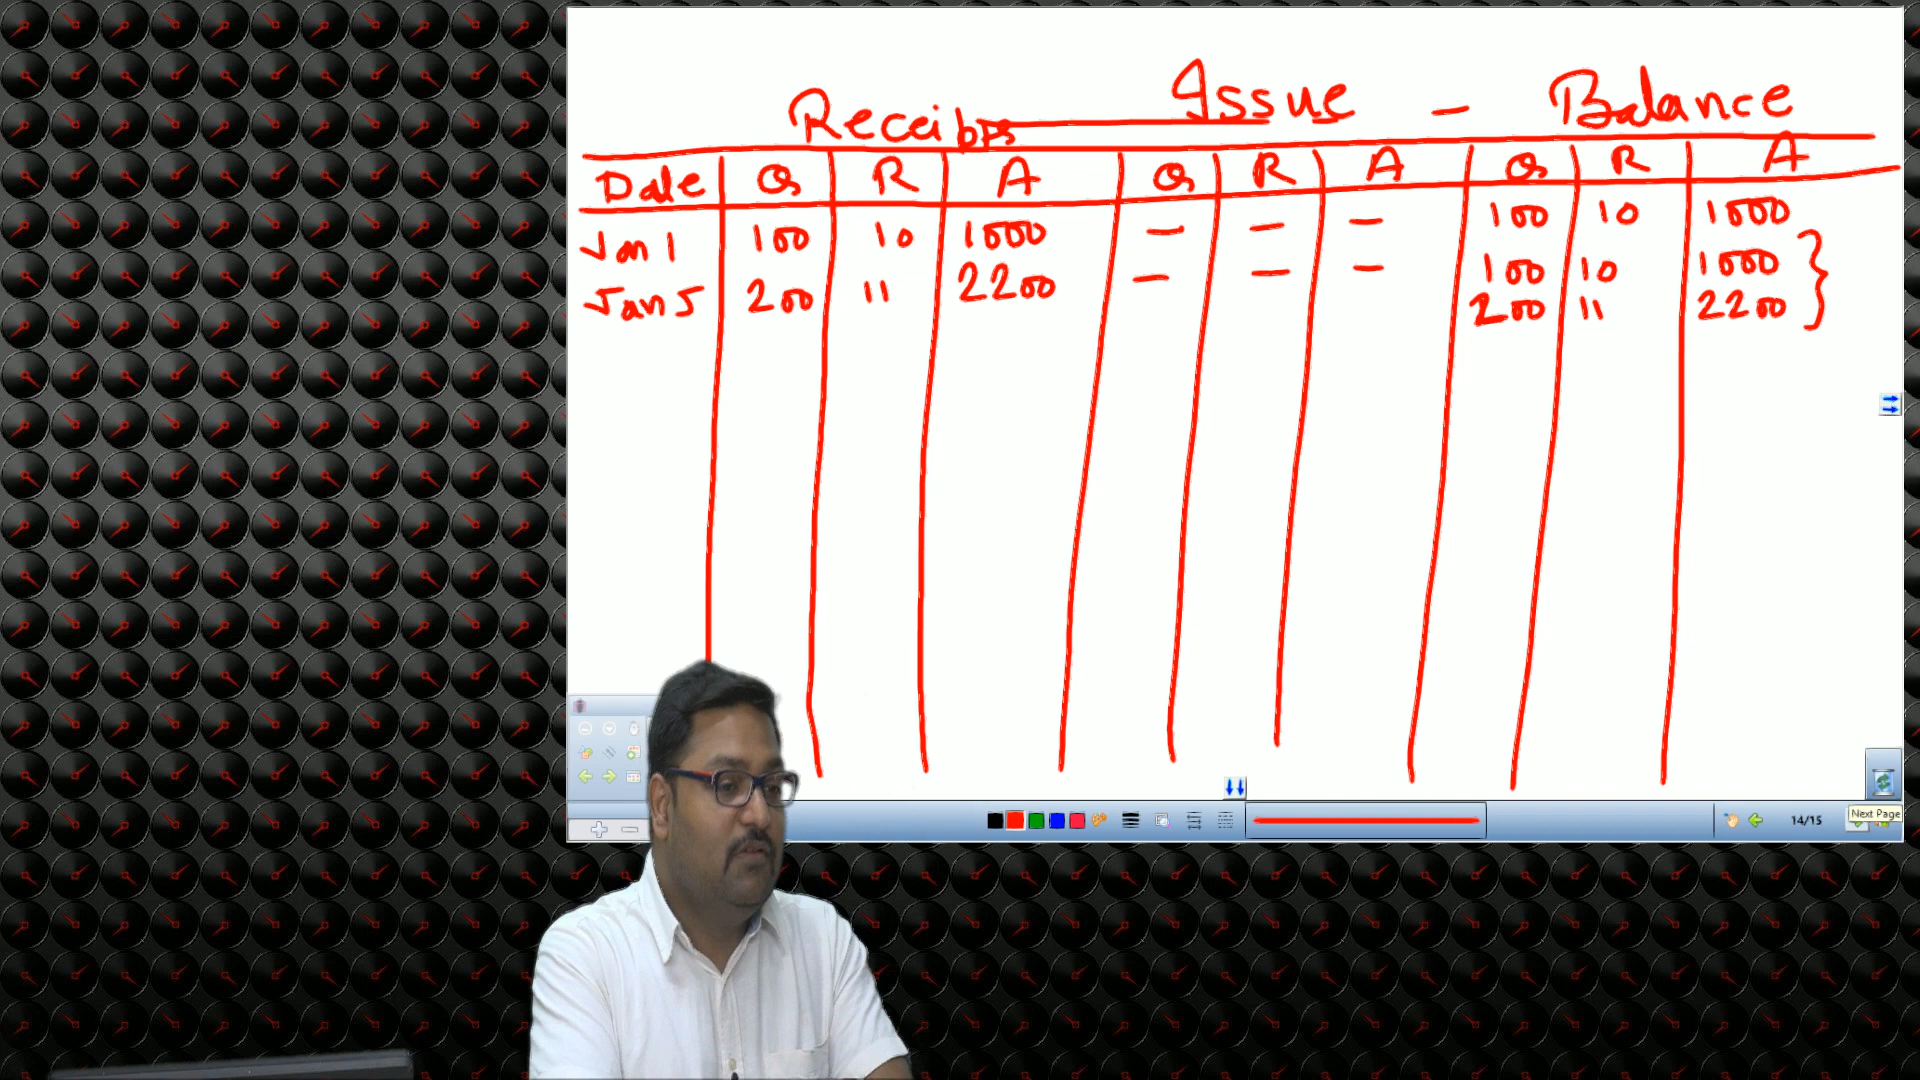 Receipts Issue - Balance
Date Q R A Q R A Q R A
Jan 1 100 10 1000 - - - 100 10 1000
Jan 5 200 11 2200 - - - 100 10 1000
200 11 2200
14/15
Next Page